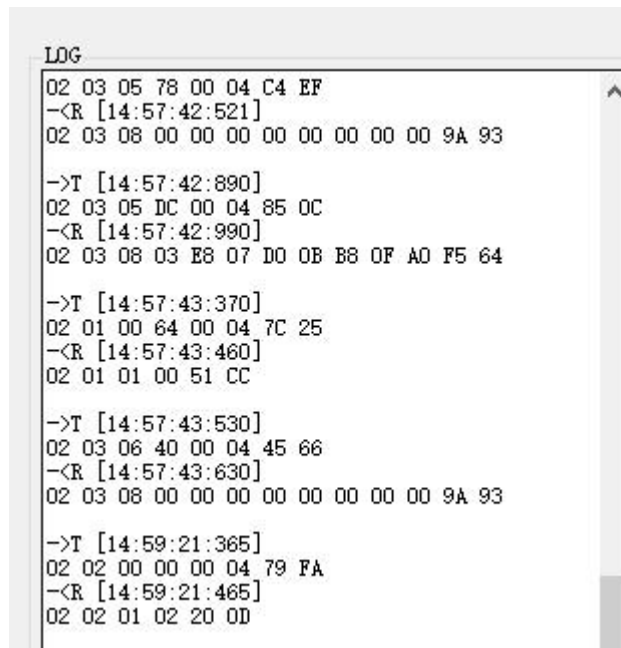 LOG
02 03 05 78 00 04 C4 EF
-<R [14:57:42:521]
02 03 08 00 00 00 00 00 00 00 00 9A 93
->T [14:57:42:890]
02 03 05 DC 00 04 85 0C
-<R [14:57:42:990]
02 03 08 03 E8 07 D0 0B B8 0F A0 F5 64
->T [14:57:43:370]
02 01 00 64 00 04 7C 25
-<R [14:57:43:460]
02 01 01 00 51 CC
->T [14:57:43:530]
02 03 06 40 00 04 45 66
-<R [14:57:43:630]
02 03 08 00 00 00 00 00 00 00 00 9A 93
->T [14:59:21:365]
02 02 00 00 00 04 79 FA
-<R [14:59:21:465]
02 02 01 02 20 0D